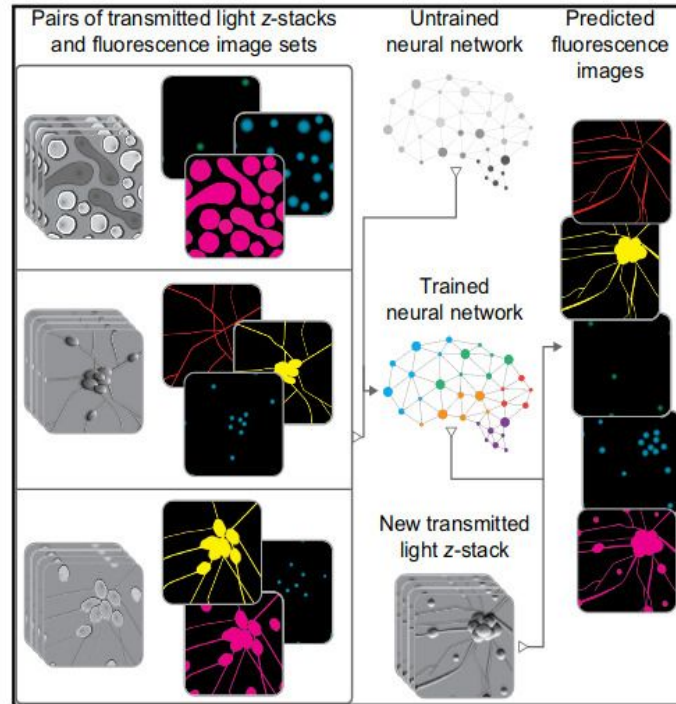 Pairs of transmitted light z-stacks
and fluorescence image sets
Untrained
neural network
Predicted
fluorescence
images
Trained
neural network
New transmitted
light z-stack